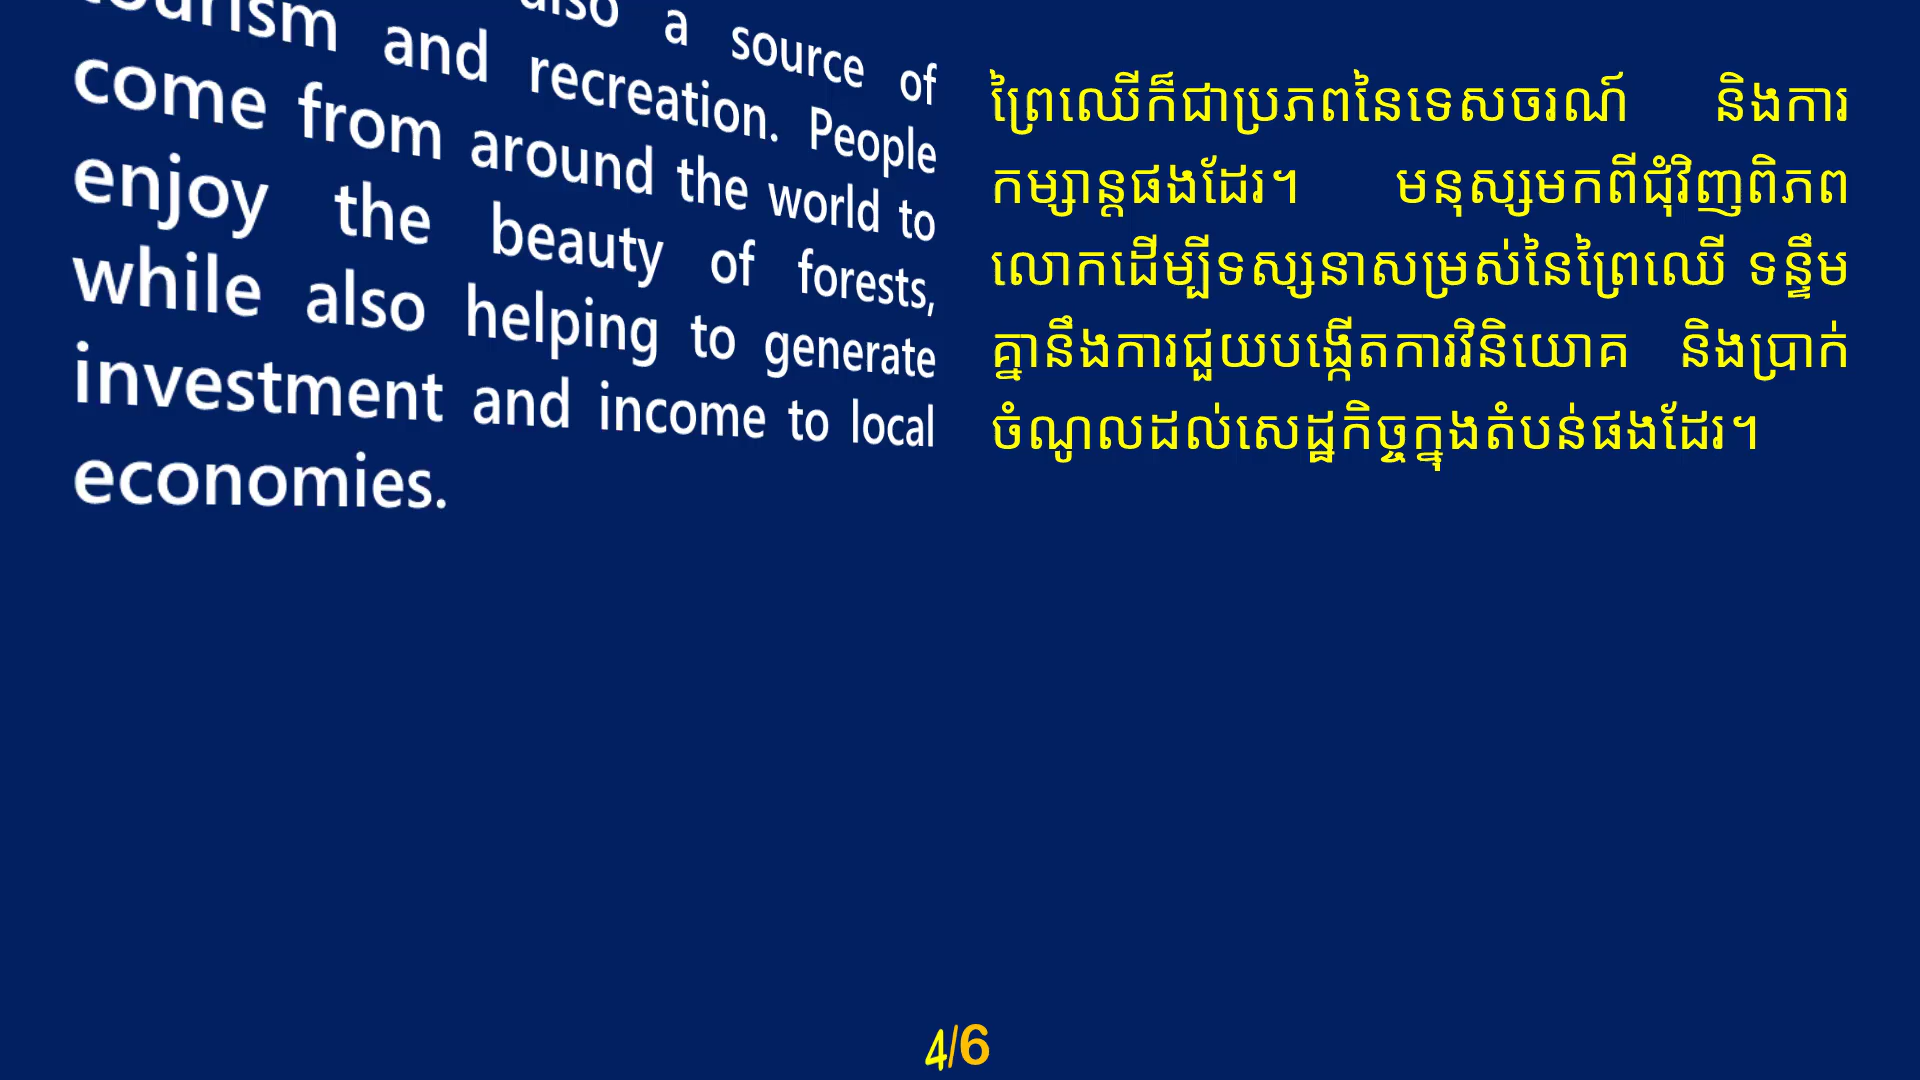 also a source of
tourism and recreation. People
come from around the world to
enjoy the beauty of forests,
while also helping to generate
investment and income to local
economies.
ព្រៃឈើក៏ជាប្រភពនៃទេសចរណ៍ និងការ
កម្សាន្តផងដែរ។ មនុស្សមកពីជុំវិញពិភព
លោកដើម្បីទស្សនាសម្រស់នៃព្រៃឈើ ទន្ទឹម
គ្នានឹងការជួយបង្កើតការវិនិយោគ និងប្រាក់
ចំណូលដល់សេដ្ឋកិច្ចក្នុងតំបន់ផងដែរ។
4/6